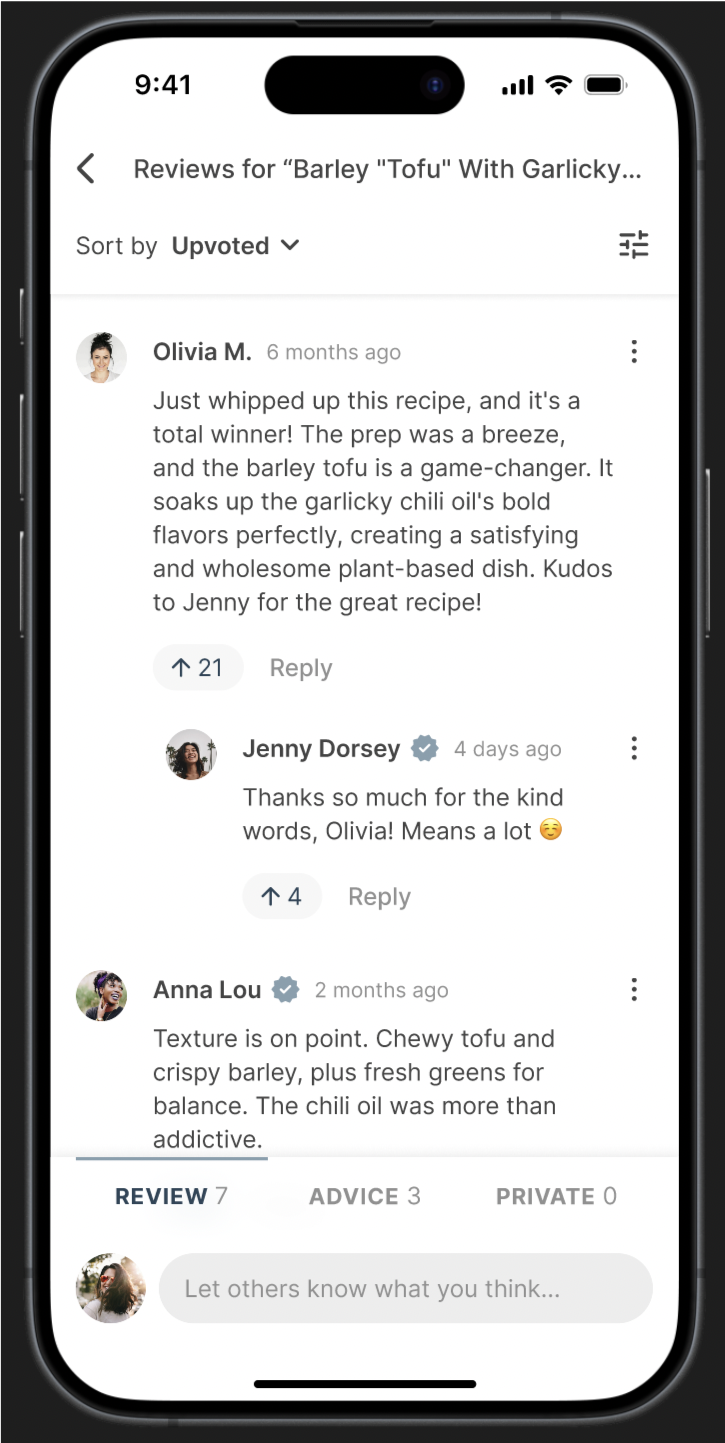 9:41
Reviews for “Barley "Tofu" With Garlicky...
Sort by Upvoted
Olivia M. 6 months ago
Just whipped up this recipe, and it's a
total winner! The prep was a breeze,
and the barley tofu is a game-changer. It
soaks up the garlicky chili oil's bold
flavors perfectly, creating a satisfying
and wholesome plant-based dish. Kudos
to Jenny for the great recipe!
↑ 21 Reply
Jenny Dorsey 4 days ago
Thanks so much for the kind
words, Olivia! Means a lot ☺️
↑ 4 Reply
Anna Lou 2 months ago
Texture is on point. Chewy tofu and
crispy barley, plus fresh greens for
balance. The chili oil was more than
addictive.
REVIEW 7 ADVICE 3 PRIVATE 0
Let others know what you think...